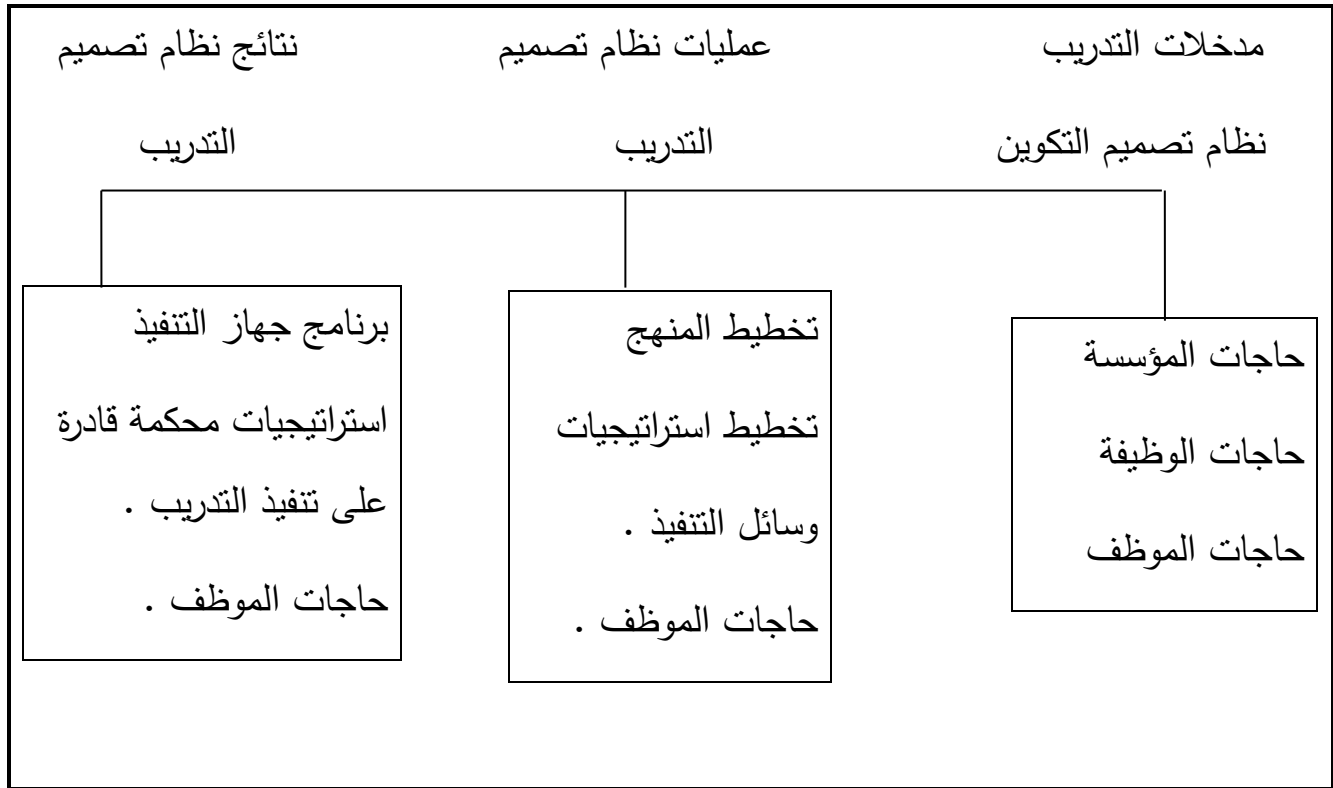 مدخلات التدريب
نظام تصميم التكوين
عمليات نظام تصميم
التدريب
نتائج نظام تصميم
التدريب
حاجات المؤسسة
حاجات الوظيفة
حاجات الموظف
تخطيط المنهج
تخطيط استراتيجيات
وسائل التنفيذ .
حاجات الموظف .
برنامج جهاز التنفيذ
استراتيجيات محكمة قادرة
على تنفيذ التدريب .
حاجات الموظف .